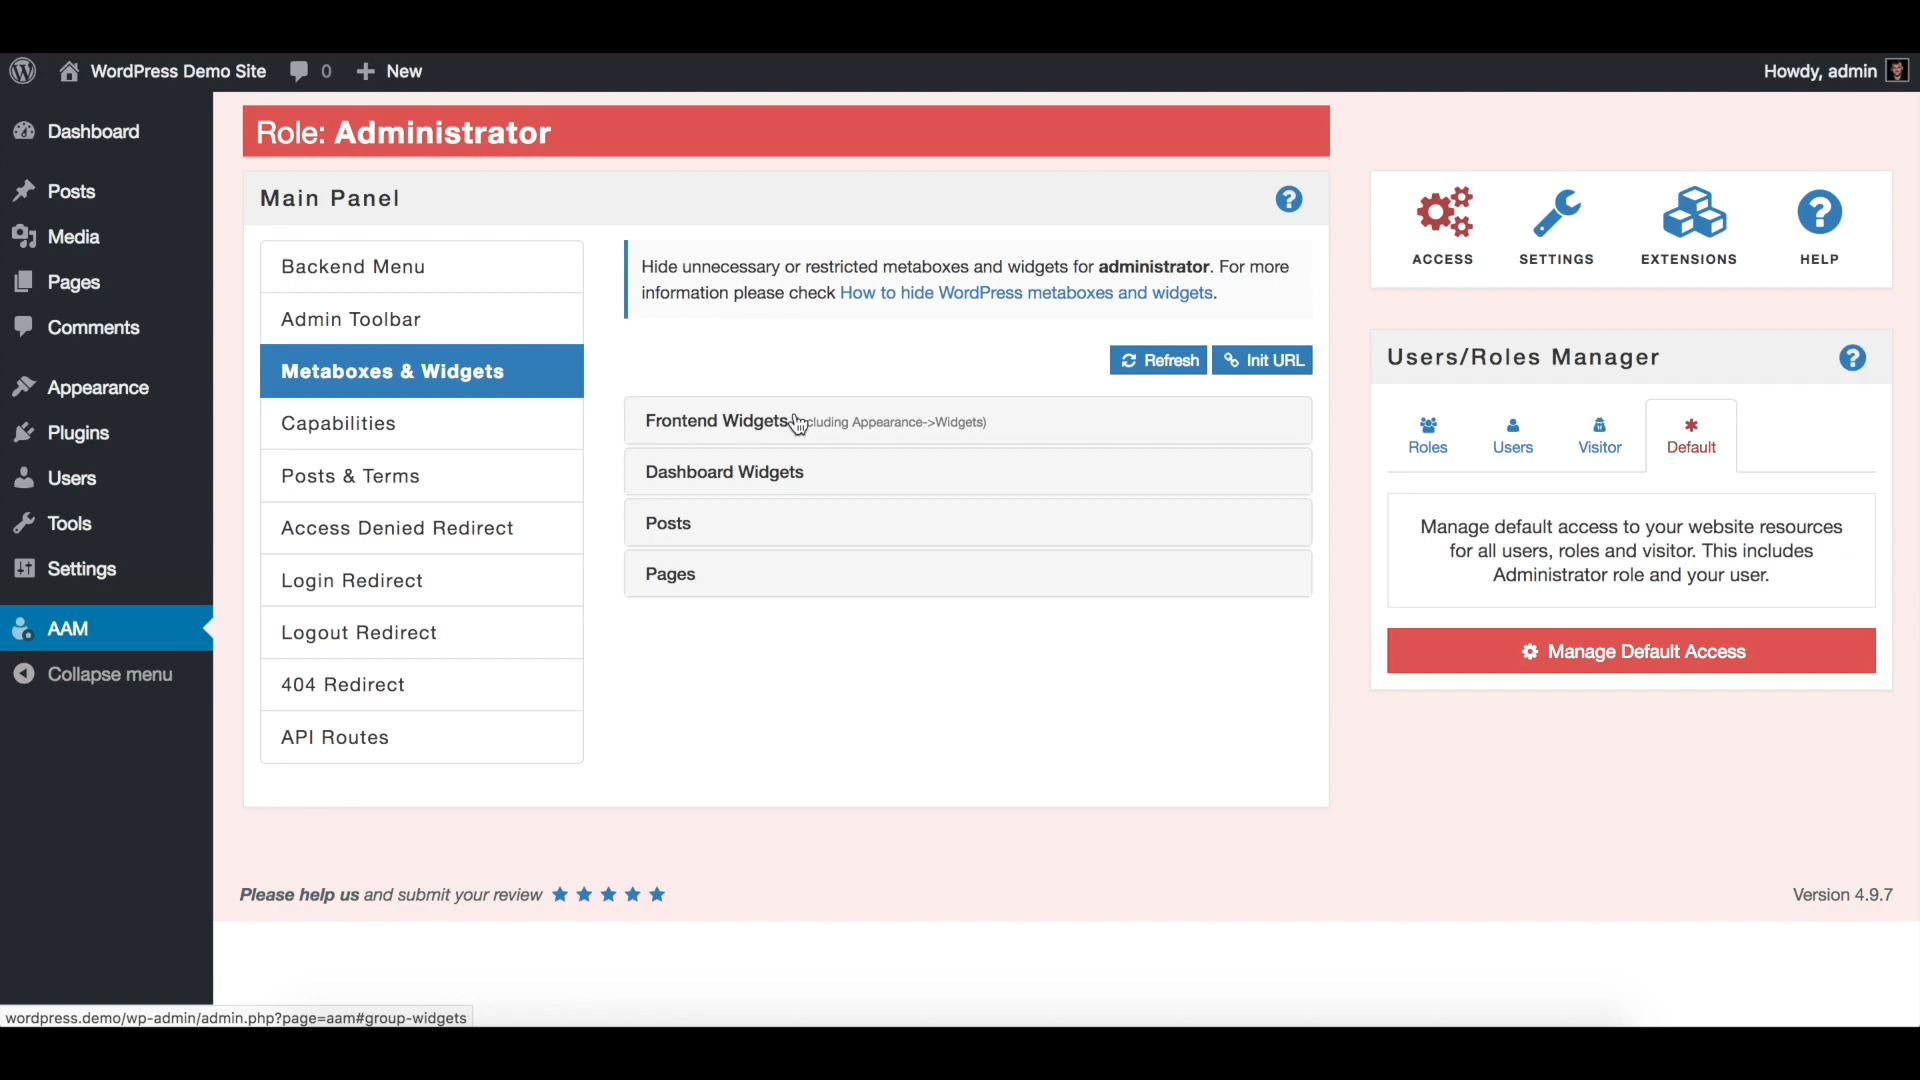 WordPress Demo Site 0 New
Howdy, admin
Dashboard
Posts
Media
Pages
Comments
Appearance
Plugins
Users
Tools
Settings
AAM
Collapse menu
Role: Administrator
Main Panel
Backend Menu
Admin Toolbar
Metaboxes & Widgets
Capabilities
Posts & Terms
Access Denied Redirect
Login Redirect
Logout Redirect
404 Redirect
API Routes
Hide unnecessary or restricted metaboxes and widgets for administrator. For more
information please check How to hide WordPress metaboxes and widgets.
Refresh Init URL
Frontend Widgets Appearance->Widgets)
Dashboard Widgets
Posts
Pages
ACCESS SETTINGS EXTENSIONS HELP
Users/Roles Manager
Roles Users Visitor Default
Manage default access to your website resources
for all users, roles and visitor. This includes
Administrator role and your user.
Manage Default Access
Please help us and submit your review
Version 4.9.7
wordpress.demo/wp-admin/admin.php?page=aam#group-widgets